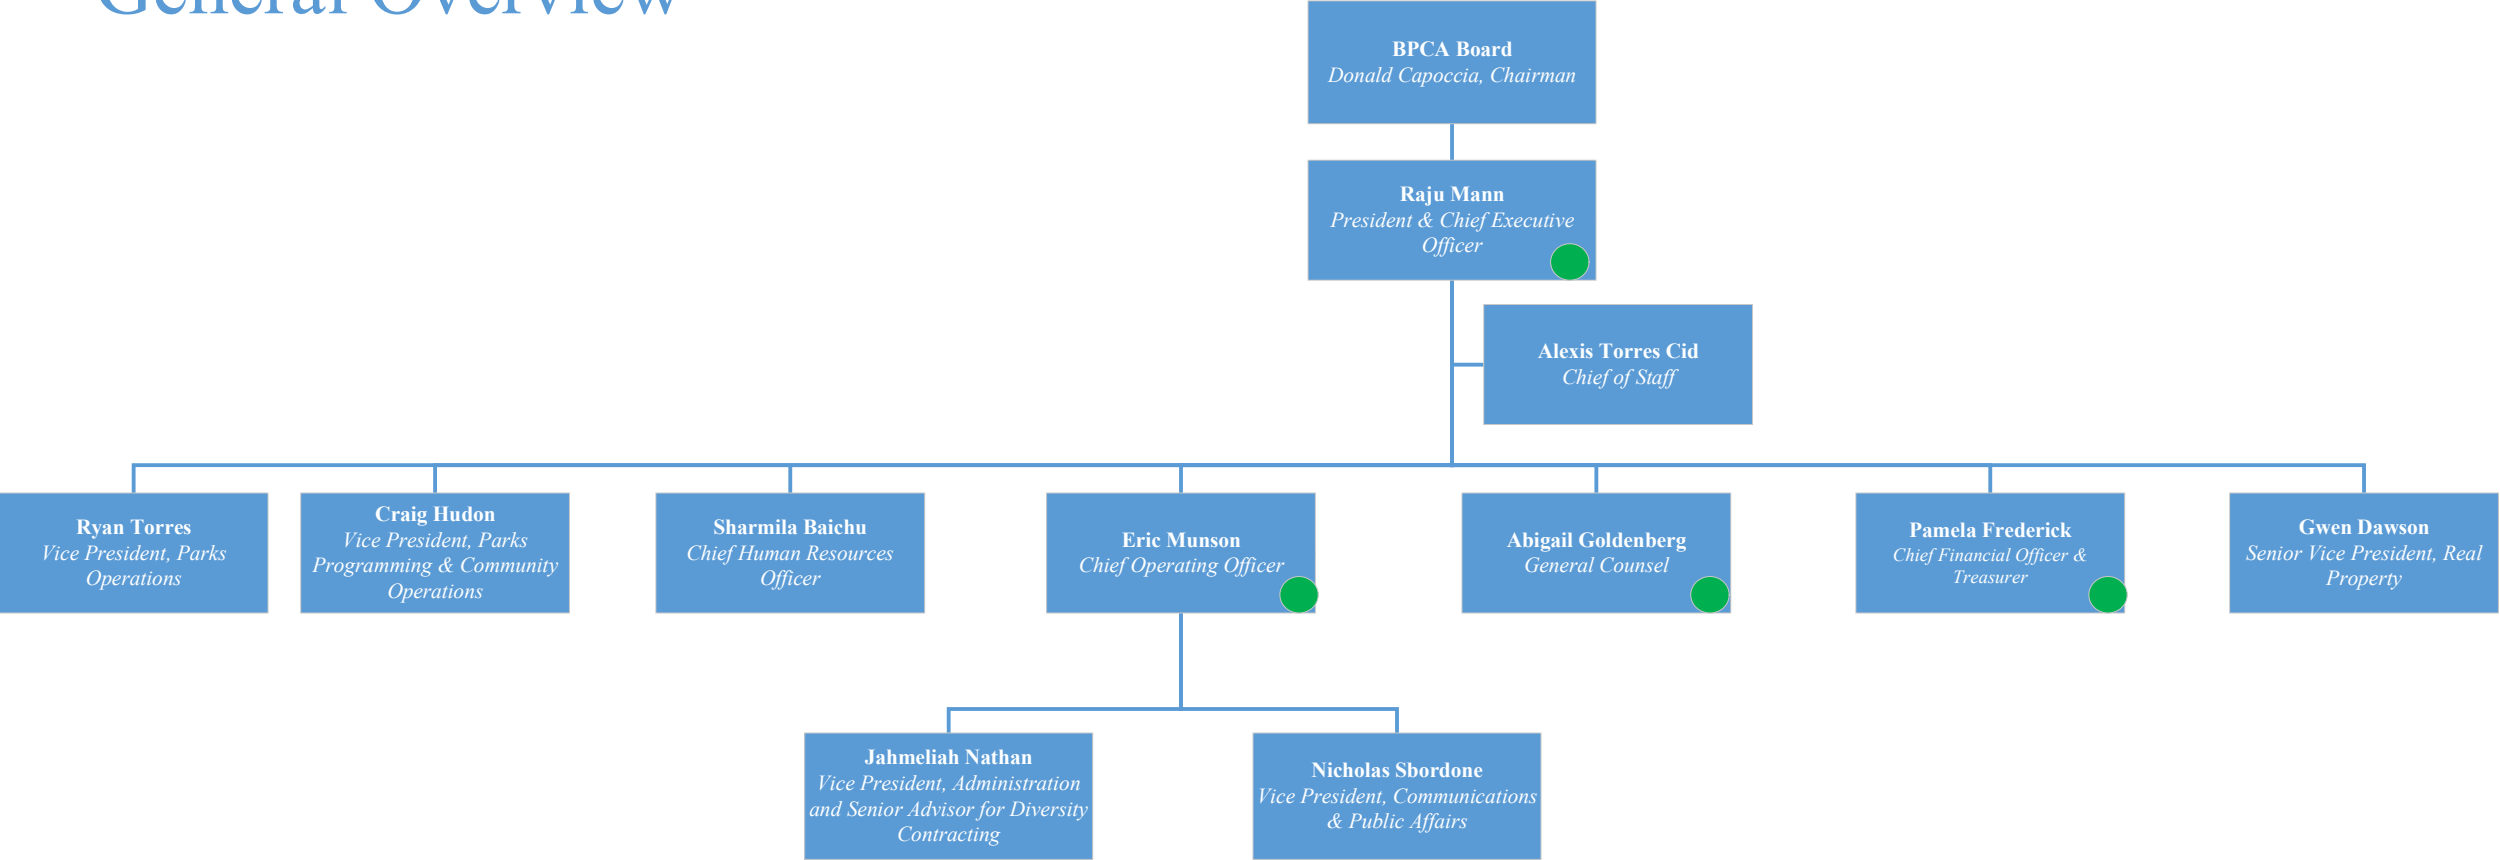 General Overview
BPCA Board
Donald Capoccia, Chairman
Raju Mann
President & Chief Executive
Officer
Alexis Torres Cid
Chief of Staff
Ryan Torres
Vice President, Parks
Operations
Craig Hudon
Vice President, Parks
Programming & Community
Operations
Sharmila Baichu
Chief Human Resources
Officer
Eric Munson
Chief Operating Officer
Abigail Goldenberg
General Counsel
Pamela Frederick
Chief Financial Officer &
Treasurer
Gwen Dawson
Senior Vice President, Real
Property
Jahmeliah Nathan
Vice President, Administration
and Senior Advisor for Diversity
Contracting
Nicholas Sbordone
Vice President, Communications
& Public Affairs